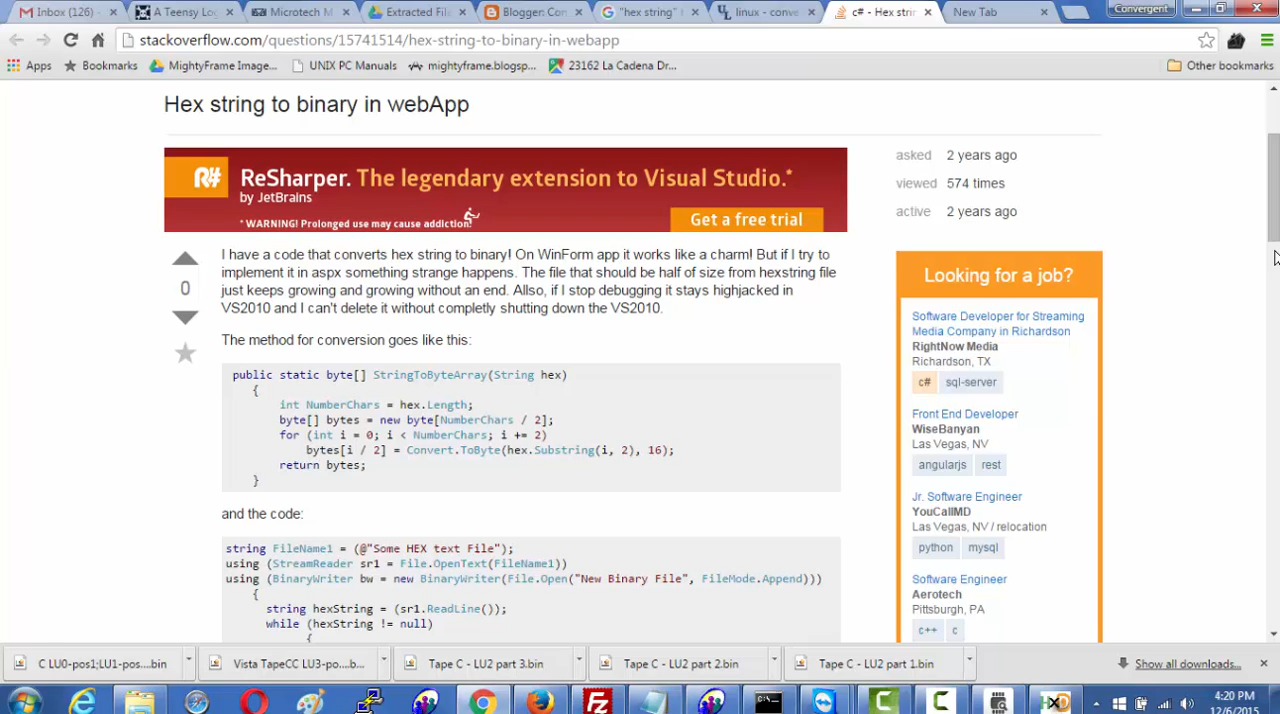 Inbox (126)
A Teensy Lo
Microtech M
Extracted File
Blogger: Con
"hex string"
linux - conve
c# - Hex strin
New Tab
Convergent
stackoverflow.com/questions/15741514/hex-string-to-binary-in-webapp
Apps
Bookmarks
MightyFrame Image...
UNIX PC Manuals
mightyframe.blogsp...
23162 La Cadena Dr...
Other bookmarks
Hex string to binary in webApp
R#
ReSharper. The legendary extension to Visual Studio.*
by JetBrains
* WARNING! Prolonged use may cause addiction!
Get a free trial
asked 2 years ago
viewed 574 times
active 2 years ago
0
I have a code that converts hex string to binary! On WinForm app it works like a charm! But if I try to
implement it in aspx something strange happens. The file that should be half of size from hexstring file
just keeps growing and growing without an end. Allso, if I stop debugging it stays highjacked in
VS2010 and I can't delete it without completly shutting down the VS2010.
The method for conversion goes like this:
public static byte[] StringToByteArray(String hex)
{
int NumberChars = hex.Length;
byte[] bytes = new byte[NumberChars / 2];
for (int i = 0; i < NumberChars; i += 2)
bytes[i / 2] = Convert.ToByte(hex.Substring(i, 2), 16);
return bytes;
}
and the code:
string FileName1 = (@"Some HEX text File");
using (StreamReader sr1 = File.OpenText(FileName1))
using (BinaryWriter bw = new BinaryWriter(File.Open("New Binary File", FileMode.Append)))
{
string hexString = (sr1.ReadLine());
while (hexString != null)
{
Looking for a job?
Software Developer for Streaming
Media Company in Richardson
RightNow Media
Richardson, TX
c# sql-server
Front End Developer
WiseBanyan
Las Vegas, NV
angularjs rest
Jr. Software Engineer
YouCallMD
Las Vegas, NV / relocation
python mysql
Software Engineer
Aerotech
Pittsburgh, PA
c++ c
C LU0-pos1;LU1-pos....bin
Vista TapeCC LU3-po....b...
Tape C - LU2 part 3.bin
Tape C - LU2 part 2.bin
Tape C - LU2 part 1.bin
Show all downloads...
4:20 PM
12/6/2015